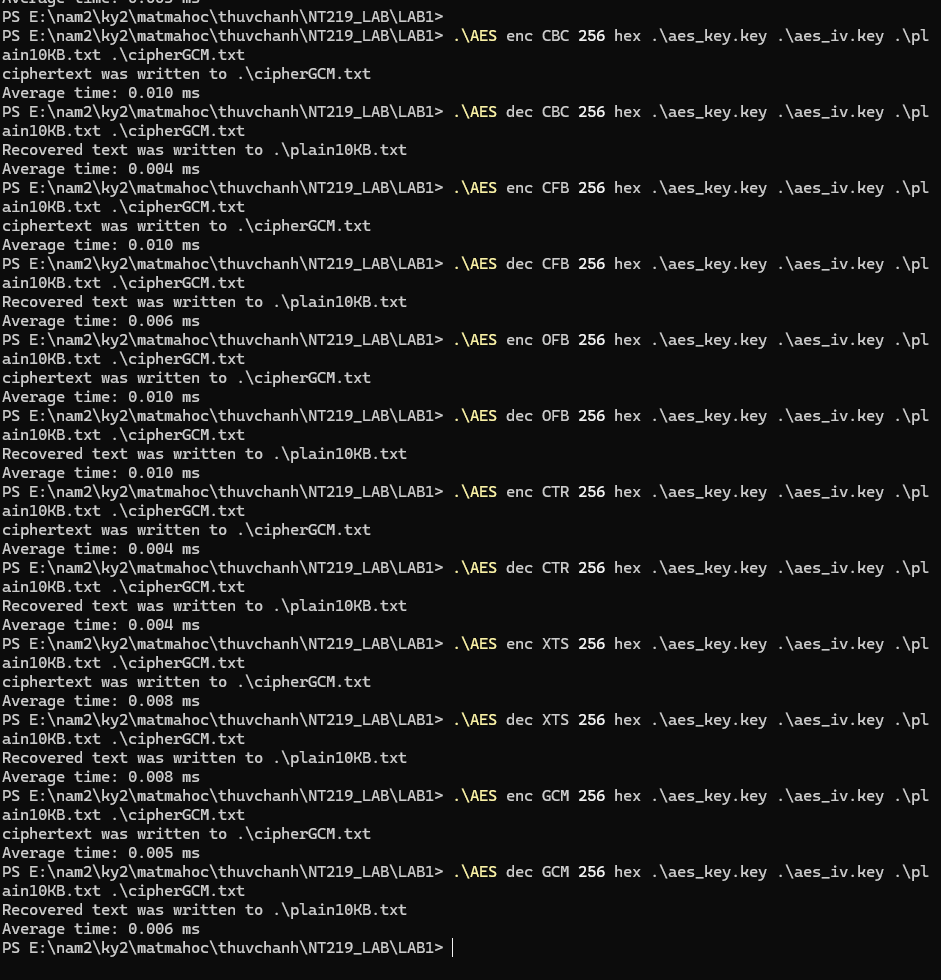 Average time: 0.003 ms
PS E:\nam2\ky2\matmahoc\thuvchanh\NT219_LAB\LAB1>
PS E:\nam2\ky2\matmahoc\thuvchanh\NT219_LAB\LAB1> .\AES enc CBC 256 hex .\aes_key.key .\aes_iv.key .\pl
ain10KB.txt .\cipherGCM.txt
ciphertext was written to .\cipherGCM.txt
Average time: 0.010 ms
PS E:\nam2\ky2\matmahoc\thuvchanh\NT219_LAB\LAB1> .\AES dec CBC 256 hex .\aes_key.key .\aes_iv.key .\pl
ain10KB.txt .\cipherGCM.txt
Recovered text was written to .\plain10KB.txt
Average time: 0.004 ms
PS E:\nam2\ky2\matmahoc\thuvchanh\NT219_LAB\LAB1> .\AES enc CFB 256 hex .\aes_key.key .\aes_iv.key .\pl
ain10KB.txt .\cipherGCM.txt
ciphertext was written to .\cipherGCM.txt
Average time: 0.010 ms
PS E:\nam2\ky2\matmahoc\thuvchanh\NT219_LAB\LAB1> .\AES dec CFB 256 hex .\aes_key.key .\aes_iv.key .\pl
ain10KB.txt .\cipherGCM.txt
Recovered text was written to .\plain10KB.txt
Average time: 0.006 ms
PS E:\nam2\ky2\matmahoc\thuvchanh\NT219_LAB\LAB1> .\AES enc OFB 256 hex .\aes_key.key .\aes_iv.key .\pl
ain10KB.txt .\cipherGCM.txt
ciphertext was written to .\cipherGCM.txt
Average time: 0.010 ms
PS E:\nam2\ky2\matmahoc\thuvchanh\NT219_LAB\LAB1> .\AES dec OFB 256 hex .\aes_key.key .\aes_iv.key .\pl
ain10KB.txt .\cipherGCM.txt
Recovered text was written to .\plain10KB.txt
Average time: 0.010 ms
PS E:\nam2\ky2\matmahoc\thuvchanh\NT219_LAB\LAB1> .\AES enc CTR 256 hex .\aes_key.key .\aes_iv.key .\pl
ain10KB.txt .\cipherGCM.txt
ciphertext was written to .\cipherGCM.txt
Average time: 0.004 ms
PS E:\nam2\ky2\matmahoc\thuvchanh\NT219_LAB\LAB1> .\AES dec CTR 256 hex .\aes_key.key .\aes_iv.key .\pl
ain10KB.txt .\cipherGCM.txt
Recovered text was written to .\plain10KB.txt
Average time: 0.004 ms
PS E:\nam2\ky2\matmahoc\thuvchanh\NT219_LAB\LAB1> .\AES enc XTS 256 hex .\aes_key.key .\aes_iv.key .\pl
ain10KB.txt .\cipherGCM.txt
ciphertext was written to .\cipherGCM.txt
Average time: 0.008 ms
PS E:\nam2\ky2\matmahoc\thuvchanh\NT219_LAB\LAB1> .\AES dec XTS 256 hex .\aes_key.key .\aes_iv.key .\pl
ain10KB.txt .\cipherGCM.txt
Recovered text was written to .\plain10KB.txt
Average time: 0.008 ms
PS E:\nam2\ky2\matmahoc\thuvchanh\NT219_LAB\LAB1> .\AES enc GCM 256 hex .\aes_key.key .\aes_iv.key .\pl
ain10KB.txt .\cipherGCM.txt
ciphertext was written to .\cipherGCM.txt
Average time: 0.005 ms
PS E:\nam2\ky2\matmahoc\thuvchanh\NT219_LAB\LAB1> .\AES dec GCM 256 hex .\aes_key.key .\aes_iv.key .\pl
ain10KB.txt .\cipherGCM.txt
Recovered text was written to .\plain10KB.txt
Average time: 0.006 ms
PS E:\nam2\ky2\matmahoc\thuvchanh\NT219_LAB\LAB1>